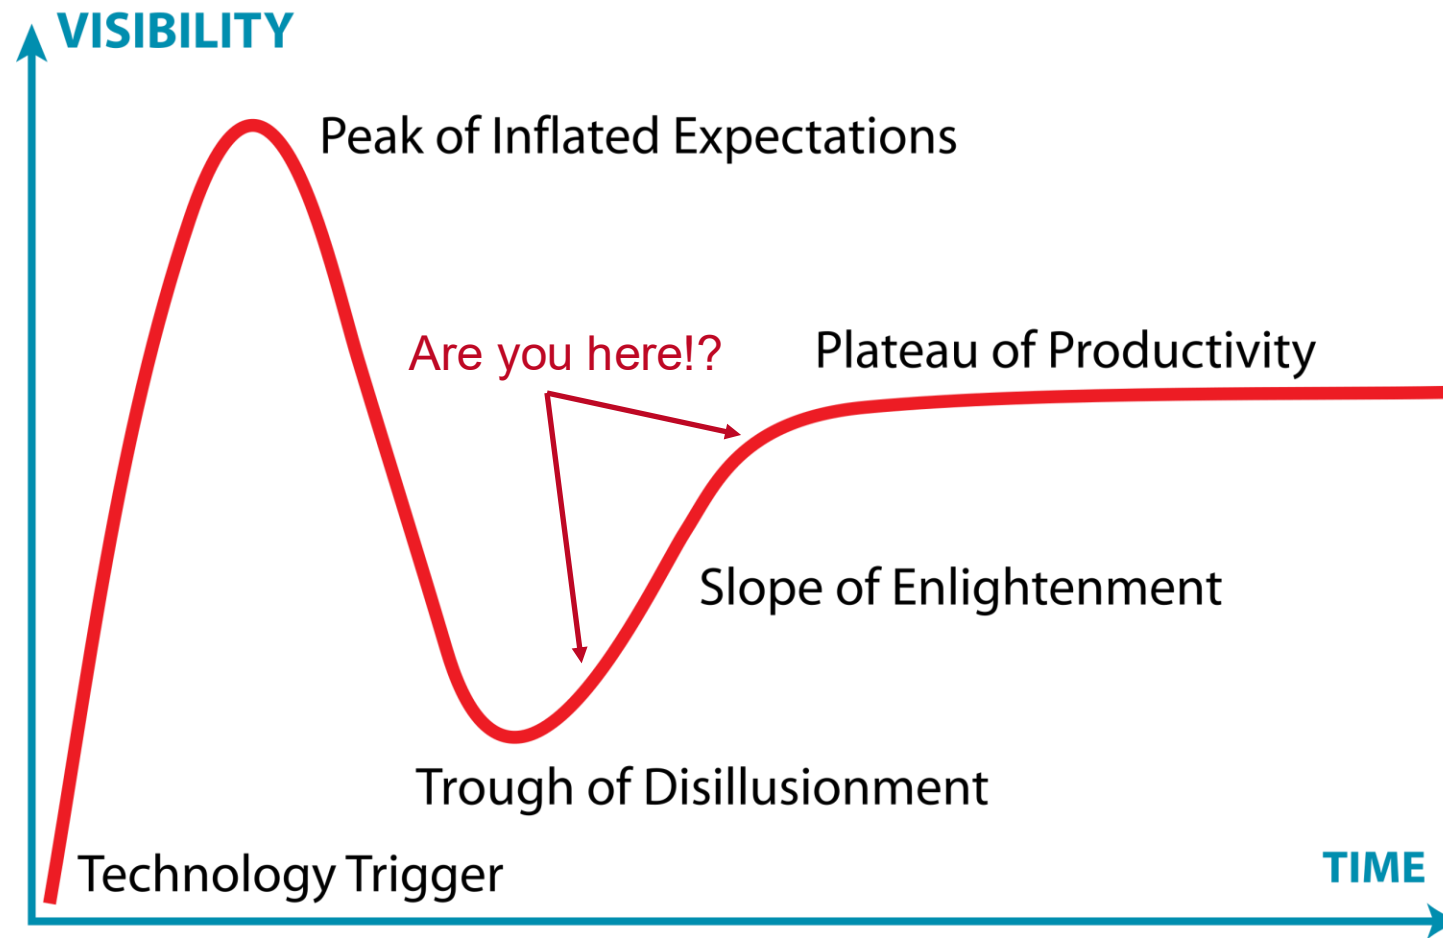 VISIBILITY
Peak of Inflated Expectations
Are you here!?
Plateau of Productivity
Slope of Enlightenment
Trough of Disillusionment
Technology Trigger
TIME